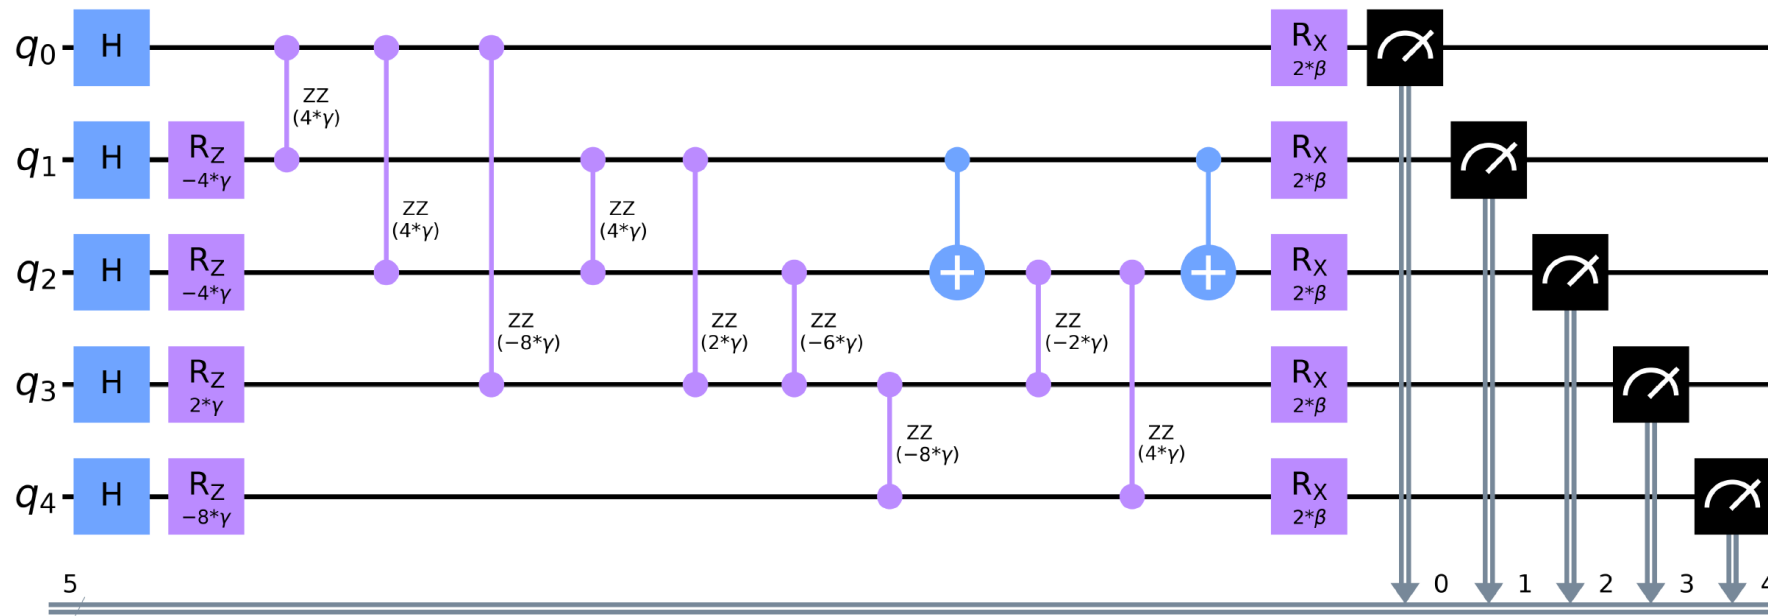 q0 H RX
2*β
ZZ
(4*γ)
q1 H RZ RX
−4*γ 2*β
ZZ ZZ
(4*γ) (4*γ)
q2 H RZ + + RX
−4*γ 2*β
ZZ ZZ ZZ ZZ
(−8*γ) (2*γ) (−6*γ) (−2*γ)
q3 H RZ RX
2*γ 2*β
ZZ ZZ
(−8*γ) (4*γ)
q4 H RZ RX
−8*γ 2*β
5 0 1 2 3 4